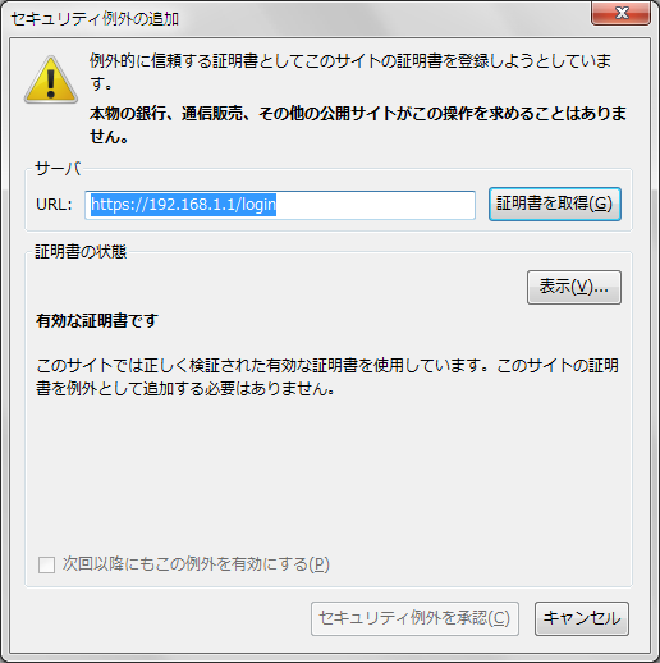 セキュリティ例外の追加
例外的に信頼する証明書としてこのサイトの証明書を登録しようとしていま
す。
本物の銀行、通信販売、その他の公開サイトがこの操作を求めることはありま
せん。
サーバ
URL: https://192.168.1.1/login 証明書を取得(G)
証明書の状態
表示(V)...
有効な証明書です
このサイトでは正しく検証された有効な証明書を使用しています。このサイトの証明
書を例外として追加する必要はありません。
次回以降にもこの例外を有効にする(P)
セキュリティ例外を承認(C) キャンセル